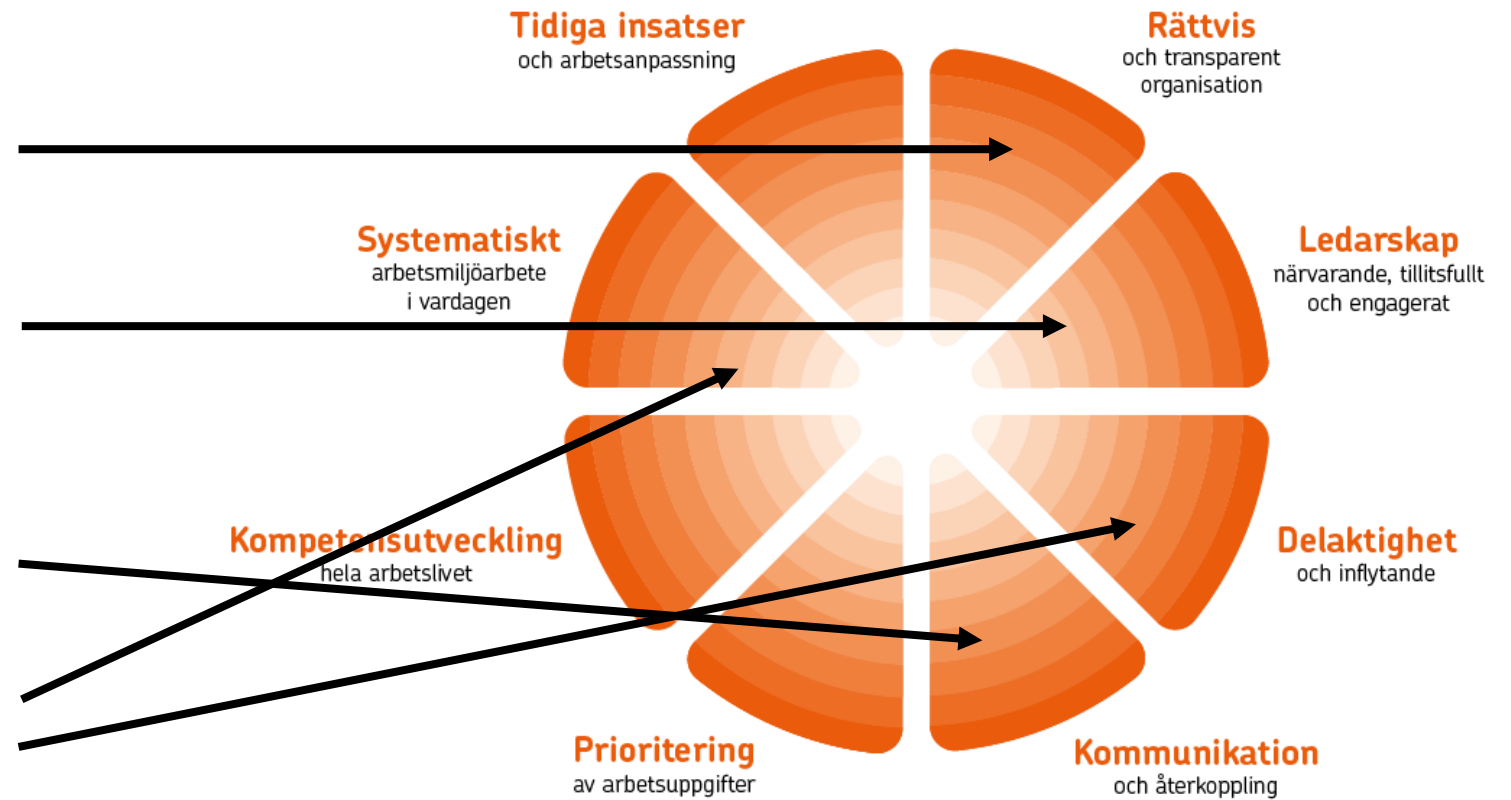 Tidiga insatser
och arbetsanpassning
Rättvis
och transparent
organisation
Systematiskt
arbetsmiljöarbete
i vardagen
Ledarskap
närvarande, tillitsfullt
och engagerat
Kompetensutveckling
hela arbetslivet
Delaktighet
och inflytande
Prioritering
av arbetsuppgifter
Kommunikation
och återkoppling